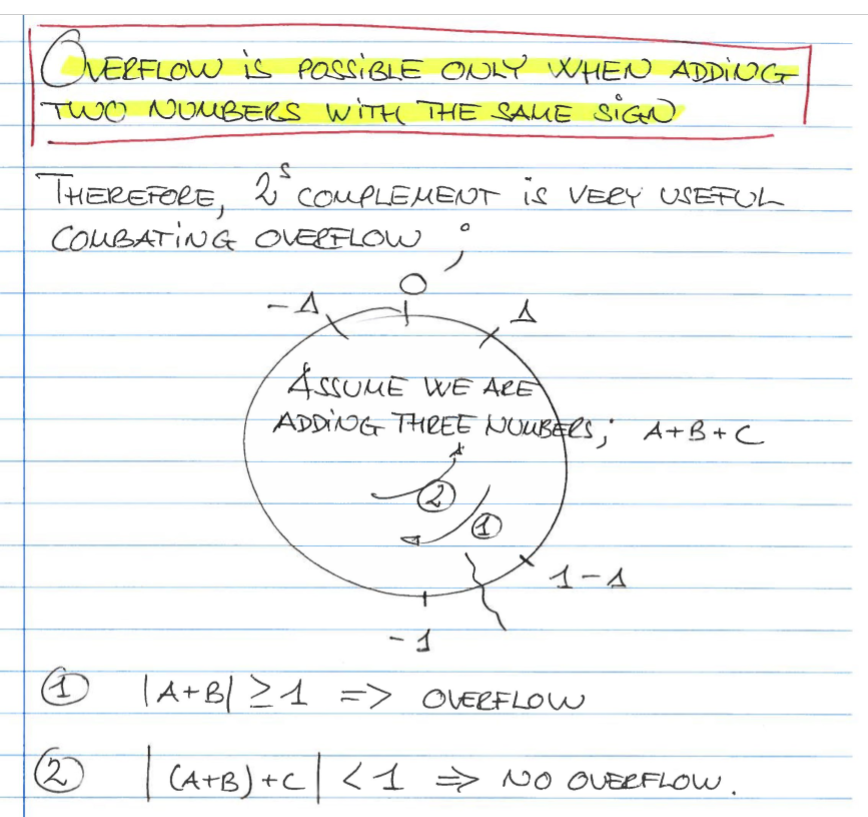 OVERFLOW IS POSSIBLE ONLY WHEN ADDING
TWO NUMBERS WITH THE SAME SIGN
THEREFORE, 2'S COMPLEMENT IS VERY USEFUL
COMBATING OVERFLOW ;
0
-Δ
Δ
ASSUME WE ARE
ADDING THREE NUMBERS; A+B+C
2
1
1-Δ
-1
① |A+B| ≥ 1 => OVERFLOW
② |(A+B)+C| < 1 => NO OVERFLOW.